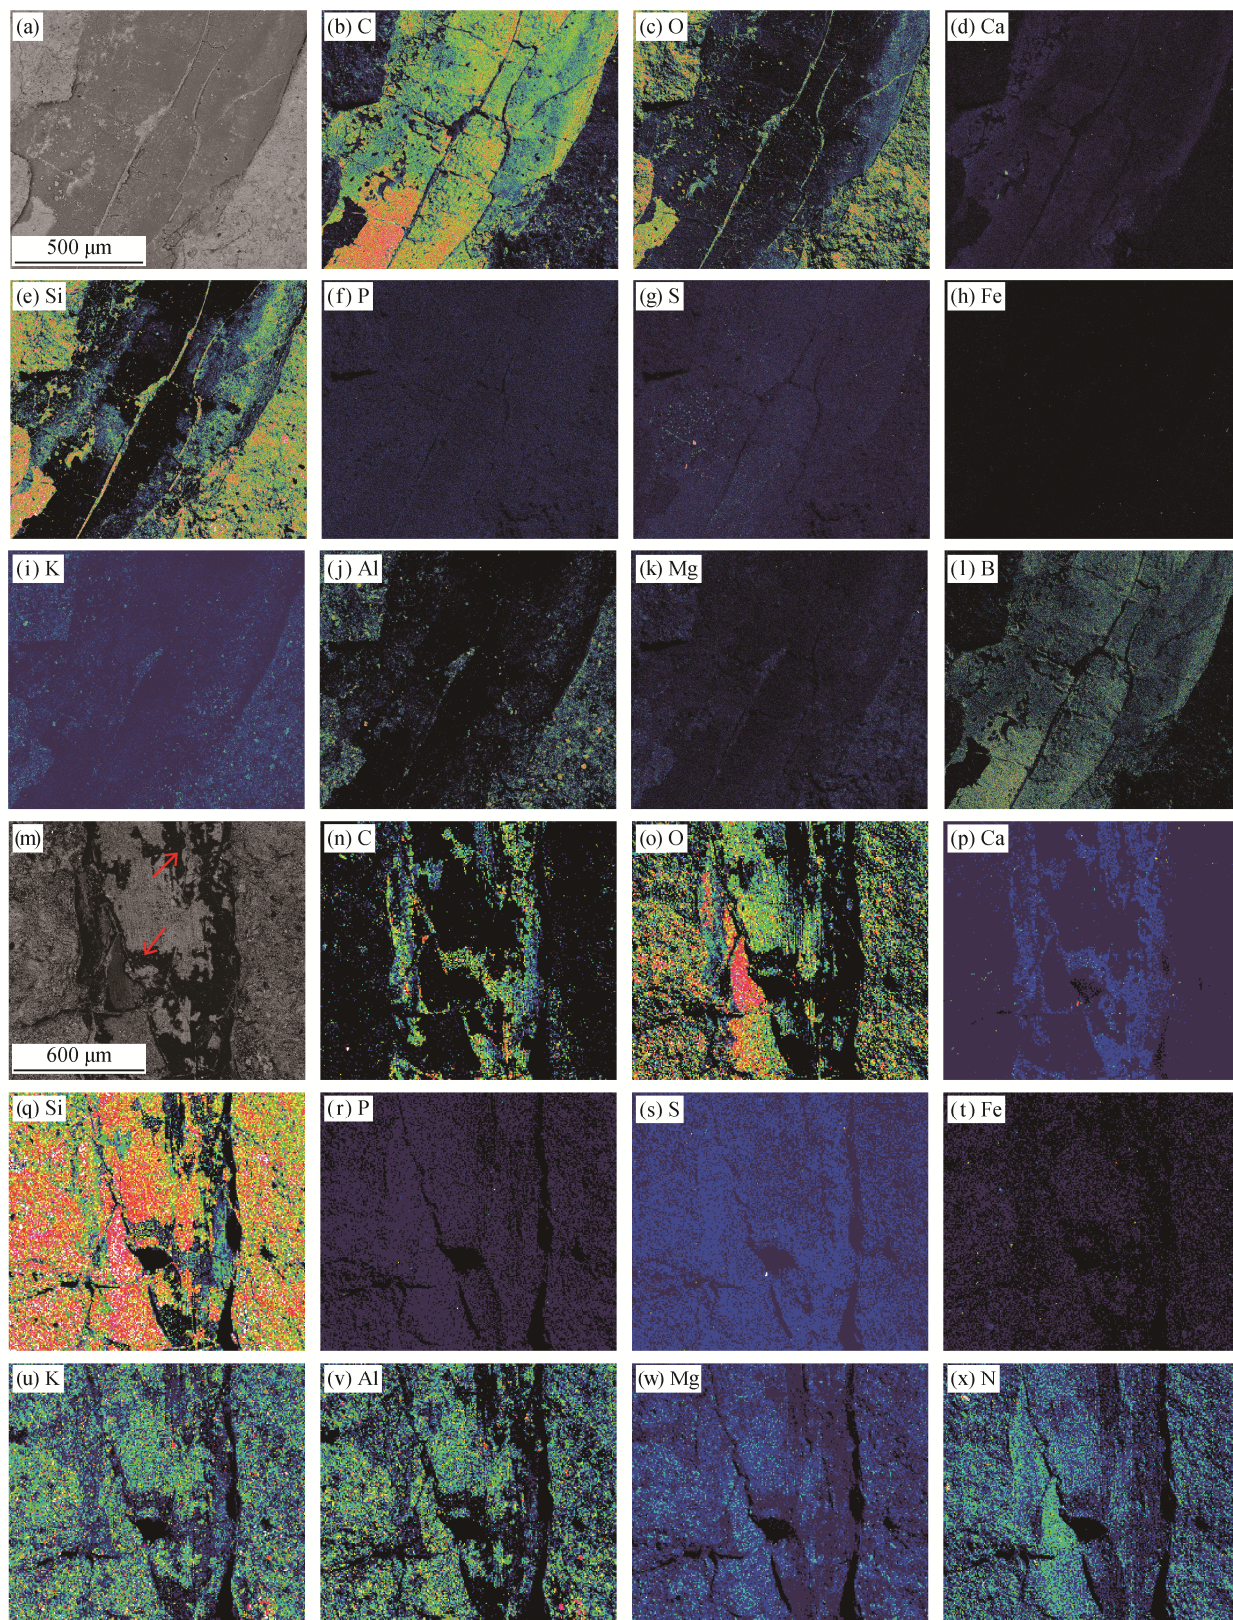 (a)
(b) C
(c) O
(d) Ca
500 μm
(e) Si
(f) P
(g) S
(h) Fe
(i) K
(j) Al
(k) Mg
(l) B
(m)
(n) C
(o) O
(p) Ca
600 μm
(q) Si
(r) P
(s) S
(t) Fe
(u) K
(v) Al
(w) Mg
(x) N